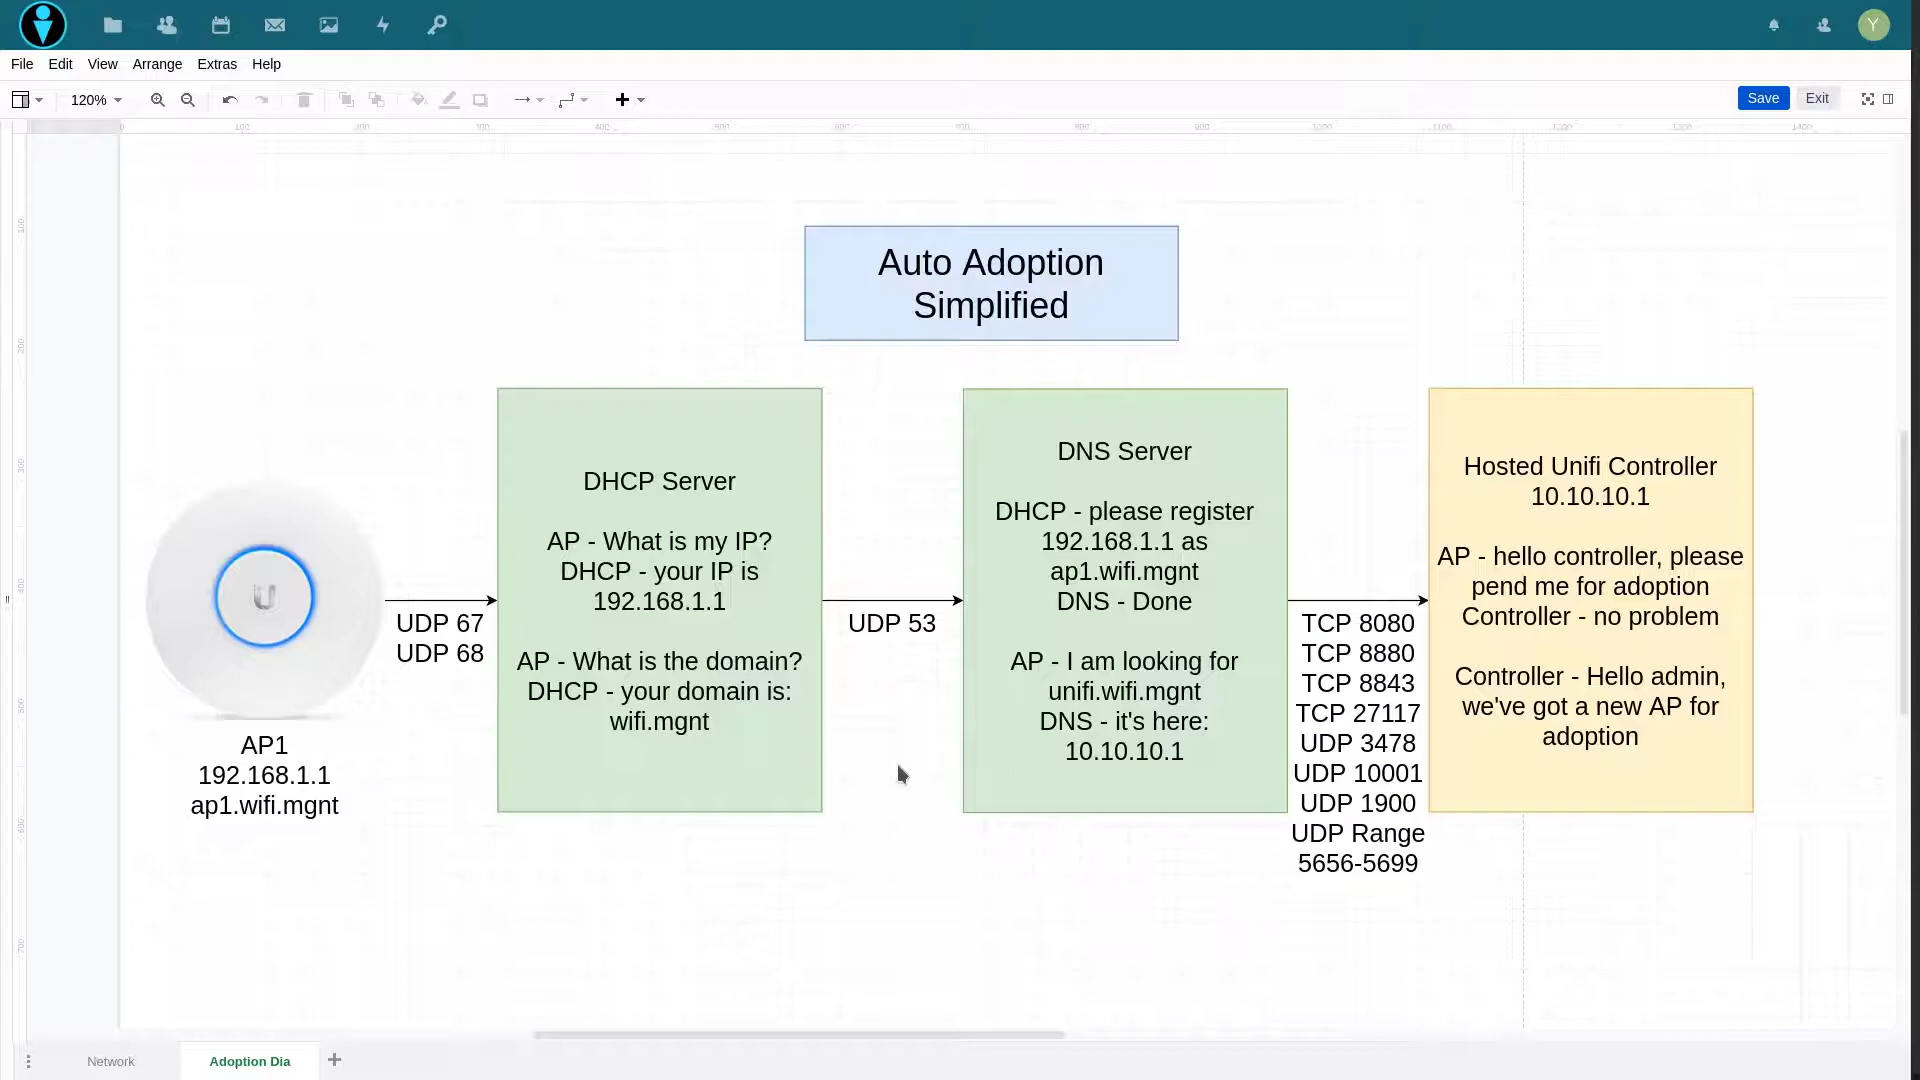 Y
File Edit View Arrange Extras Help
120%
Save Exit
Auto Adoption
Simplified
DHCP Server
AP - What is my IP?
DHCP - your IP is
192.168.1.1
AP - What is the domain?
DHCP - your domain is:
wifi.mgnt
DNS Server
DHCP - please register
192.168.1.1 as
ap1.wifi.mgnt
DNS - Done
AP - I am looking for
unifi.wifi.mgnt
DNS - it's here:
10.10.10.1
Hosted Unifi Controller
10.10.10.1
AP - hello controller, please
pend me for adoption
Controller - no problem
Controller - Hello admin,
we've got a new AP for
adoption
U
AP1
192.168.1.1
ap1.wifi.mgnt
UDP 67
UDP 68
UDP 53
TCP 8080
TCP 8880
TCP 8843
TCP 27117
UDP 3478
UDP 10001
UDP 1900
UDP Range
5656-5699
Network Adoption Dia